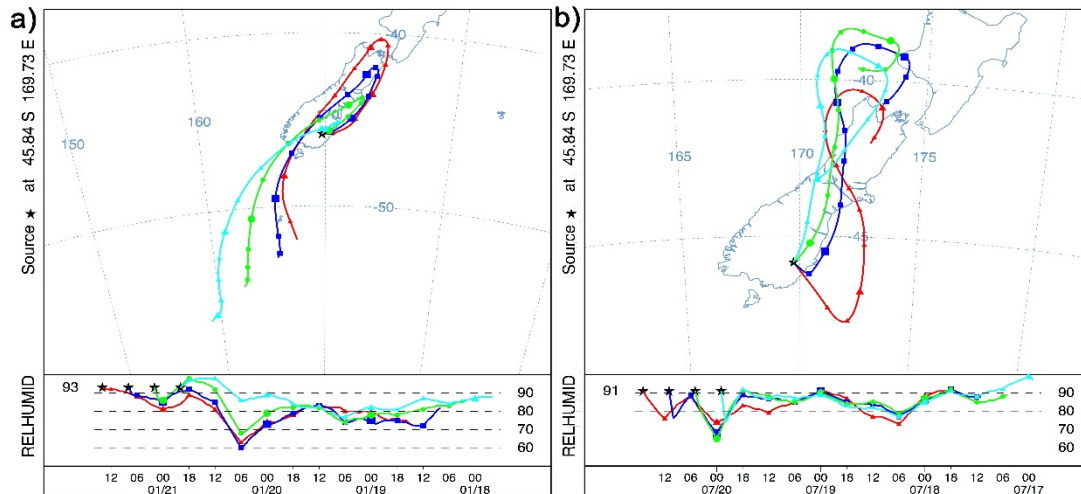 a)
Source ★ at 45.84 S 169.73 E
150
160
-40
-50
RELHUMID
93
90
80
70
60
12 06 00 18 12 06 00 18 12 06 00 18 12 06 00
01/21 01/20 01/19 01/18
b)
Source ★ at 45.84 S 169.73 E
165
170
175
-40
-45
RELHUMID
91
90
80
70
60
12 06 00 18 12 06 00 18 12 06 00 18 12 06 00
07/20 07/19 07/18 07/17